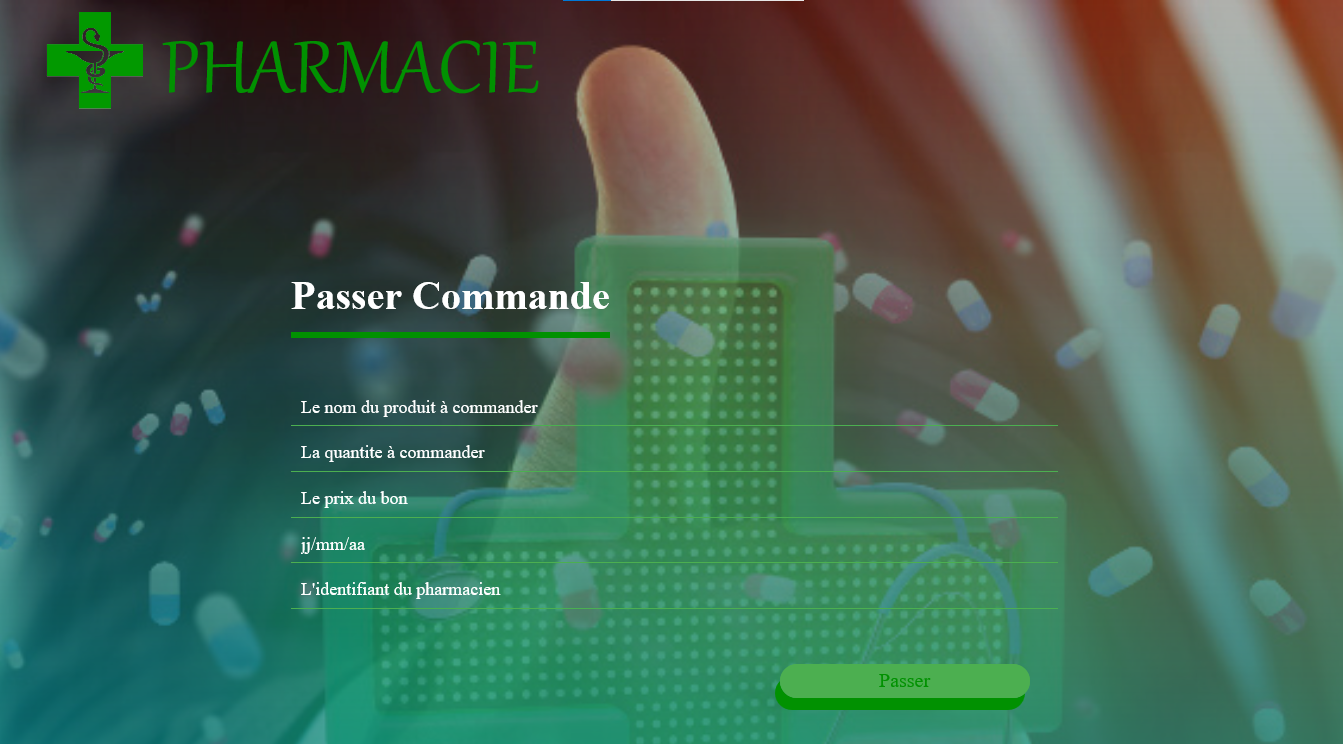 PHARMACIE
Passer Commande
Le nom du produit à commander
La quantite à commander
Le prix du bon
jj/mm/aa
L'identifiant du pharmacien
Passer